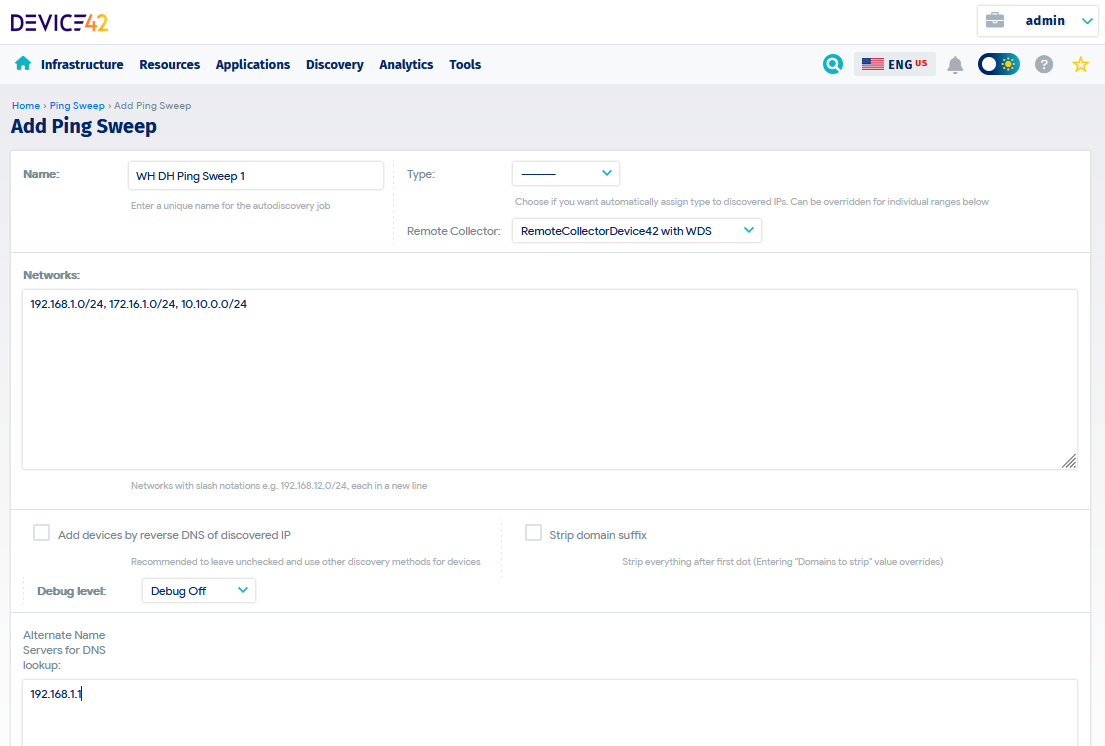 DEVICE42
admin
Infrastructure Resources Applications Discovery Analytics Tools
ENG US
?
Home › Ping Sweep › Add Ping Sweep
Add Ping Sweep
Name:
WH DH Ping Sweep 1
Enter a unique name for the autodiscovery job
Type:
---------
Choose if you want automatically assign type to discovered IPs. Can be overridden for individual ranges below
Remote Collector:
RemoteCollectorDevice42 with WDS
Networks:
192.168.1.0/24, 172.16.1.0/24, 10.10.0.0/24
Networks with slash notations e.g. 192.168.12.0/24, each in a new line
Add devices by reverse DNS of discovered IP
Recommended to leave unchecked and use other discovery methods for devices
Strip domain suffix
Strip everything after first dot (Entering "Domains to strip" value overrides)
Debug level:
Debug Off
Alternate Name
Servers for DNS
lookup:
192.168.1.1